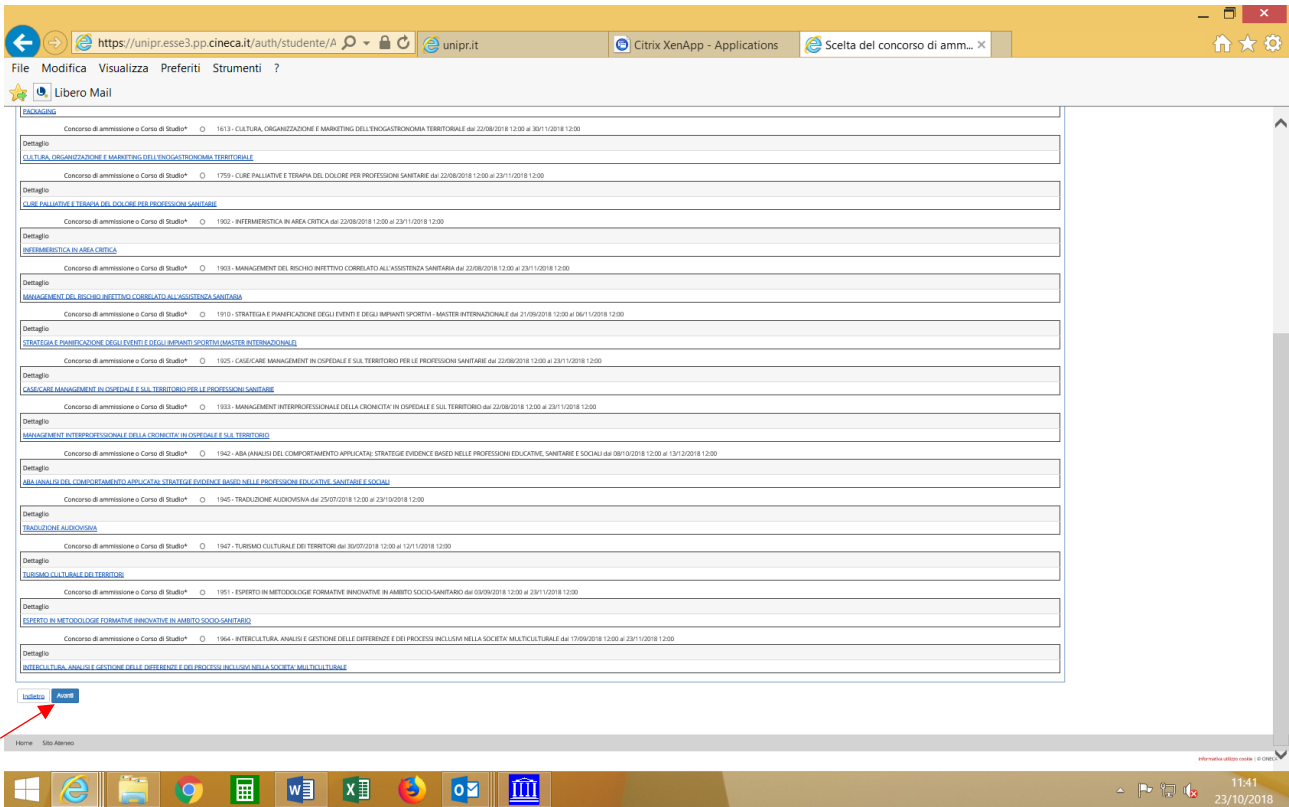 https://unipr.esse3.pp.cineca.it/auth/studente/A
unipr.it
Citrix XenApp - Applications
Scelta del concorso di amm...
File Modifica Visualizza Preferiti Strumenti ?
Libero Mail
PACKAGING
Concorso di ammissione o Corso di Studio* 1613 - CULTURA, ORGANIZZAZIONE E MARKETING DELL'ENOGASTRONOMIA TERRITORIALE dal 22/08/2018 12:00 al 30/11/2018 12:00
Dettaglio
CULTURA, ORGANIZZAZIONE E MARKETING DELL'ENOGASTRONOMIA TERRITORIALE
Concorso di ammissione o Corso di Studio* 1759 - CURE PALLIATIVE E TERAPIA DEL DOLORE PER PROFESSIONI SANITARIE dal 22/08/2018 12:00 al 23/11/2018 12:00
Dettaglio
CURE PALLIATIVE E TERAPIA DEL DOLORE PER PROFESSIONI SANITARIE
Concorso di ammissione o Corso di Studio* 1902 - INFERMIERISTICA IN AREA CRITICA dal 22/08/2018 12:00 al 23/11/2018 12:00
Dettaglio
INFERMIERISTICA IN AREA CRITICA
Concorso di ammissione o Corso di Studio* 1903 - MANAGEMENT DEL RISCHIO INFETTIVO CORRELATO ALL'ASSISTENZA SANITARIA dal 22/08/2018 12:00 al 23/11/2018 12:00
Dettaglio
MANAGEMENT DEL RISCHIO INFETTIVO CORRELATO ALL'ASSISTENZA SANITARIA
Concorso di ammissione o Corso di Studio* 1910 - STRATEGIA E PIANIFICAZIONE DEGLI EVENTI E DEGLI IMPIANTI SPORTIVI - MASTER INTERNAZIONALE dal 21/09/2018 12:00 al 06/11/2018 12:00
Dettaglio
STRATEGIA E PIANIFICAZIONE DEGLI EVENTI E DEGLI IMPIANTI SPORTIVI (MASTER INTERNAZIONALE)
Concorso di ammissione o Corso di Studio* 1925 - CASE/CARE MANAGEMENT IN OSPEDALE E SUL TERRITORIO PER LE PROFESSIONI SANITARIE dal 22/08/2018 12:00 al 23/11/2018 12:00
Dettaglio
CASE/CARE MANAGEMENT IN OSPEDALE E SUL TERRITORIO PER LE PROFESSIONI SANITARIE
Concorso di ammissione o Corso di Studio* 1933 - MANAGEMENT INTERPROFESSIONALE DELLA CRONICITA' IN OSPEDALE E SUL TERRITORIO dal 22/08/2018 12:00 al 23/11/2018 12:00
Dettaglio
MANAGEMENT INTERPROFESSIONALE DELLA CRONICITA' IN OSPEDALE E SUL TERRITORIO
Concorso di ammissione o Corso di Studio* 1942 - ABA (ANALISI DEL COMPORTAMENTO APPLICATA): STRATEGIE EVIDENCE BASED NELLE PROFESSIONI EDUCATIVE, SANITARIE E SOCIALI dal 08/10/2018 12:00 al 13/12/2018 12:00
Dettaglio
ABA (ANALISI DEL COMPORTAMENTO APPLICATA): STRATEGIE EVIDENCE BASED NELLE PROFESSIONI EDUCATIVE, SANITARIE E SOCIALI
Concorso di ammissione o Corso di Studio* 1945 - TRADUZIONE AUDIOVISIVA dal 25/07/2018 12:00 al 23/10/2018 12:00
Dettaglio
TRADUZIONE AUDIOVISIVA
Concorso di ammissione o Corso di Studio* 1947 - TURISMO CULTURALE DEI TERRITORI dal 30/07/2018 12:00 al 12/11/2018 12:00
Dettaglio
TURISMO CULTURALE DEI TERRITORI
Concorso di ammissione o Corso di Studio* 1951 - ESPERTO IN METODOLOGIE FORMATIVE INNOVATIVE IN AMBITO SOCIO-SANITARIO dal 03/09/2018 12:00 al 23/11/2018 12:00
Dettaglio
ESPERTO IN METODOLOGIE FORMATIVE INNOVATIVE IN AMBITO SOCIO-SANITARIO
Concorso di ammissione o Corso di Studio* 1964 - INTERCULTURA. ANALISI E GESTIONE DELLE DIFFERENZE E DEI PROCESSI INCLUSIVI NELLA SOCIETA' MULTICULTURALE dal 17/09/2018 12:00 al 23/11/2018 12:00
Dettaglio
INTERCULTURA. ANALISI E GESTIONE DELLE DIFFERENZE E DEI PROCESSI INCLUSIVI NELLA SOCIETA' MULTICULTURALE
Indietro Avanti
Home Sito Ateneo
Informativa utilizzo cookie | © CINECA
11:41
23/10/2018